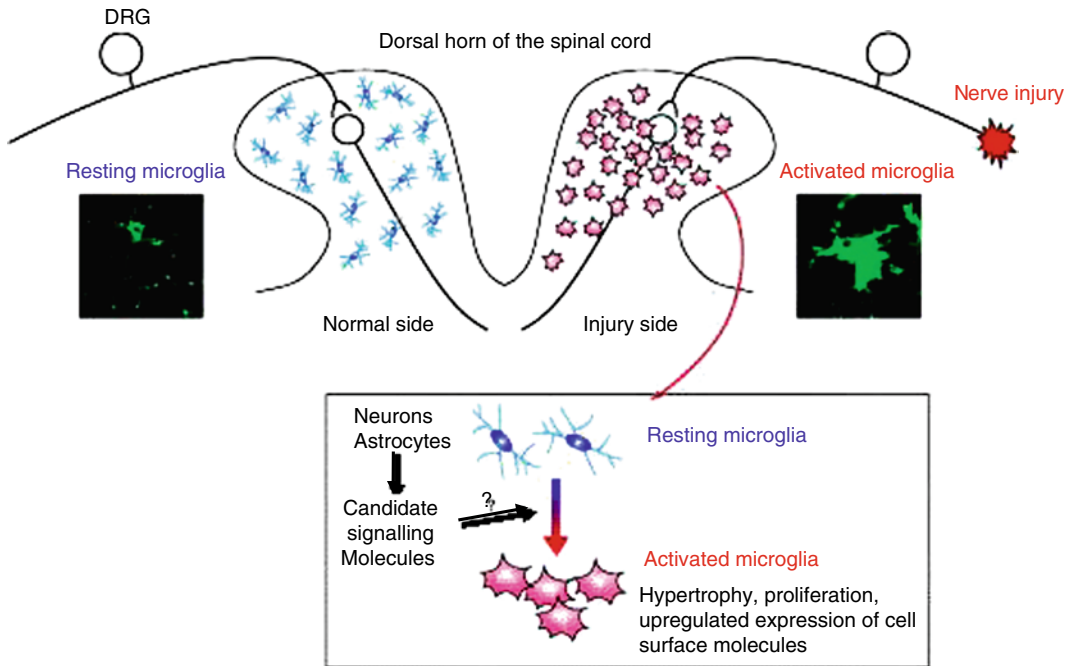 DRG
Dorsal horn of the spinal cord
Nerve injury
Resting microglia
Activated microglia
Normal side
Injury side
Neurons
Astrocytes
Resting microglia
Candidate
signalling
Molecules
?
Activated microglia
Hypertrophy, proliferation,
upregulated expression of cell
surface molecules